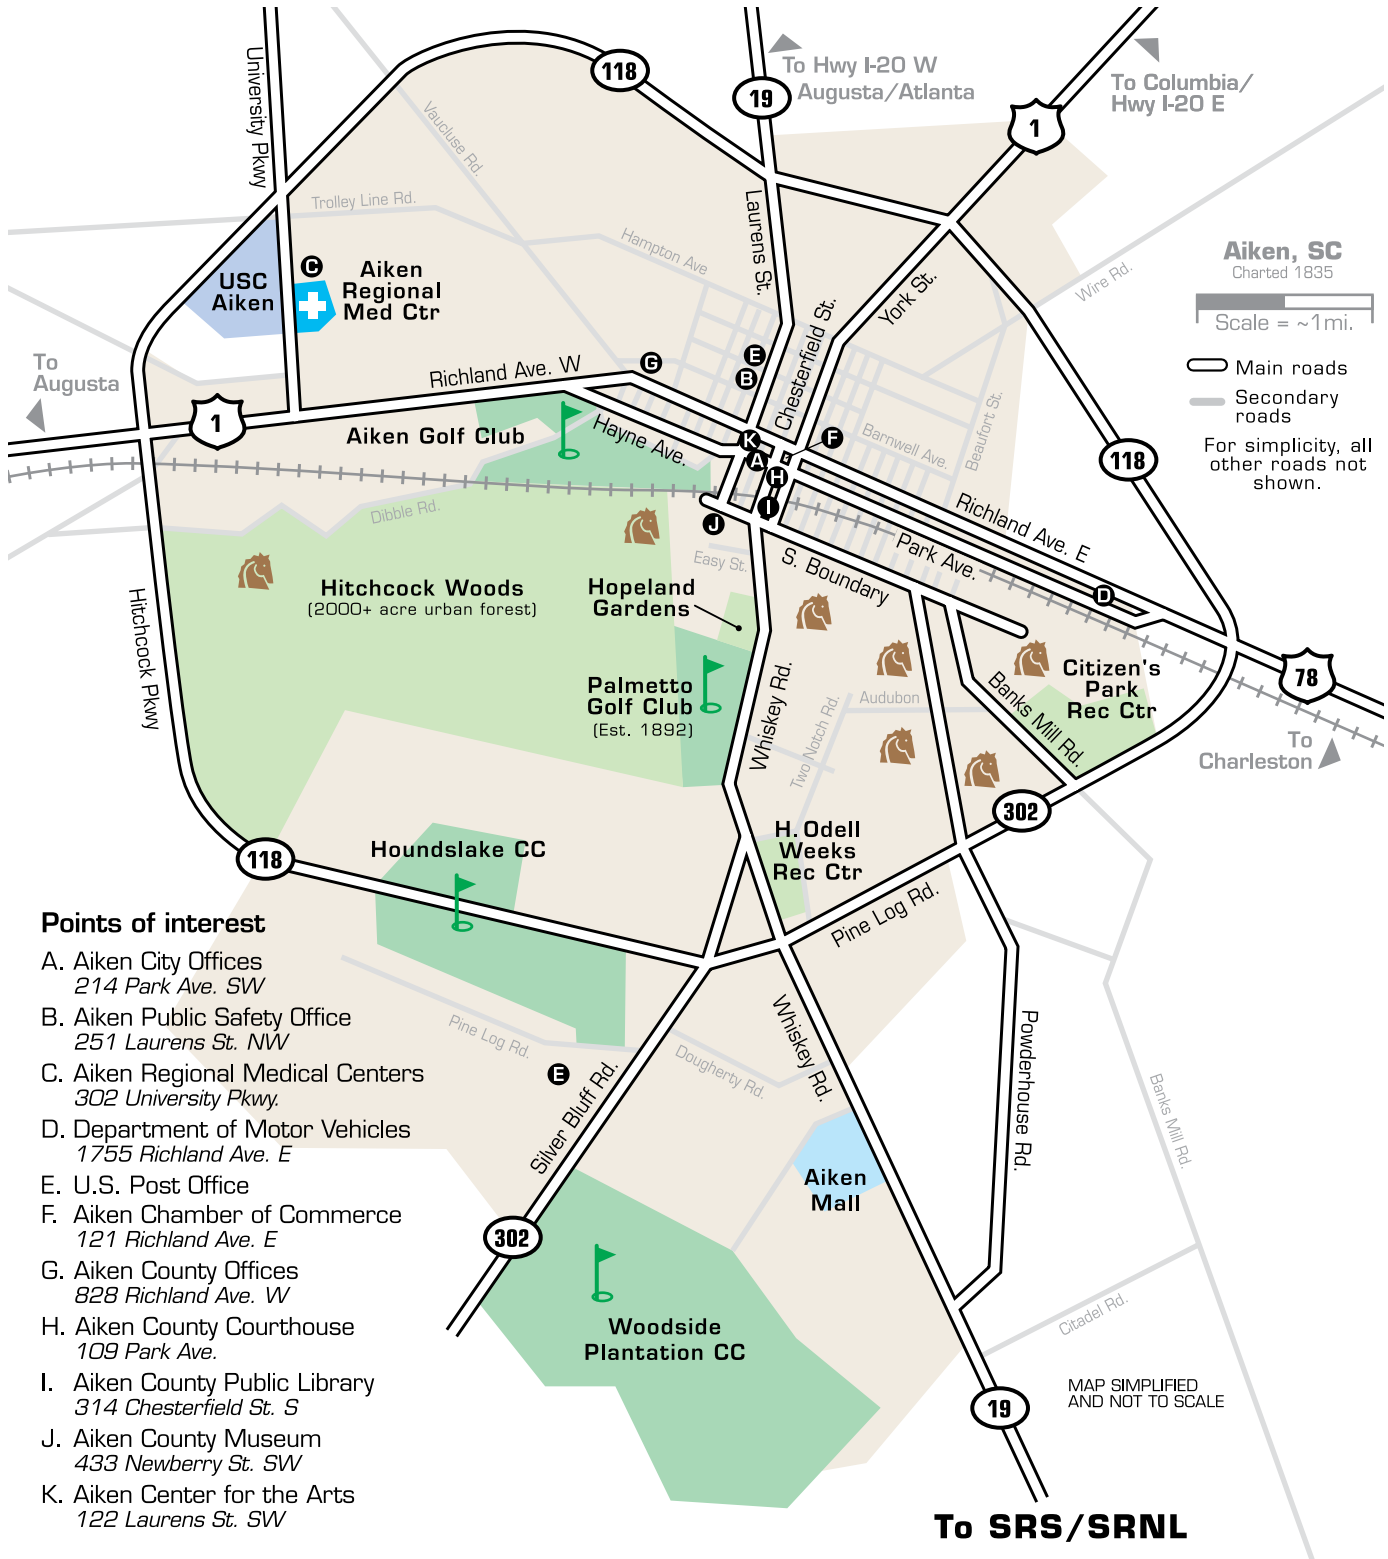 118
19
To Hwy I-20 W
Augusta/Atlanta
To Columbia/
Hwy I-20 E
1
University Pkwy
Vaucluse Rd.
Trolley Line Rd.
Hampton Ave
Laurens St.
Chesterfield St.
York St.
Wire Rd.
Aiken, SC
Charted 1835
Scale = ~1mi.
Main roads
Secondary
roads
For simplicity, all
other roads not
shown.
USC
Aiken
C
Aiken
Regional
Med Ctr
To
Augusta
1
Richland Ave. W
G
E
B
Aiken Golf Club
Hayne Ave.
K
A
F
H
I
J
Barnwell Ave.
Beaufort St.
118
Richland Ave. E
Park Ave.
D
Dibble Rd.
Easy St.
S. Boundary
Hitchcock Woods
(2000+ acre urban forest)
Hopeland
Gardens
Hitchcock Pkwy
Palmetto
Golf Club
(Est. 1892)
Whiskey Rd.
Two Notch Rd.
Audubon
Banks Mill Rd.
Citizen's
Park
Rec Ctr
78
To
Charleston
302
118
Houndslake CC
H. Odell
Weeks
Rec Ctr
Pine Log Rd.
Points of interest
A. Aiken City Offices
214 Park Ave. SW
B. Aiken Public Safety Office
251 Laurens St. NW
C. Aiken Regional Medical Centers
302 University Pkwy.
D. Department of Motor Vehicles
1755 Richland Ave. E
E. U.S. Post Office
F. Aiken Chamber of Commerce
121 Richland Ave. E
G. Aiken County Offices
828 Richland Ave. W
H. Aiken County Courthouse
109 Park Ave.
I. Aiken County Public Library
314 Chesterfield St. S
J. Aiken County Museum
433 Newberry St. SW
K. Aiken Center for the Arts
122 Laurens St. SW
Pine Log Rd.
E
Silver Bluff Rd.
Dougherty Rd.
Whiskey Rd.
Powderhouse Rd.
Banks Mill Rd.
Aiken
Mall
302
Woodside
Plantation CC
Citadel Rd.
19
MAP SIMPLIFIED
AND NOT TO SCALE
To SRS/SRNL